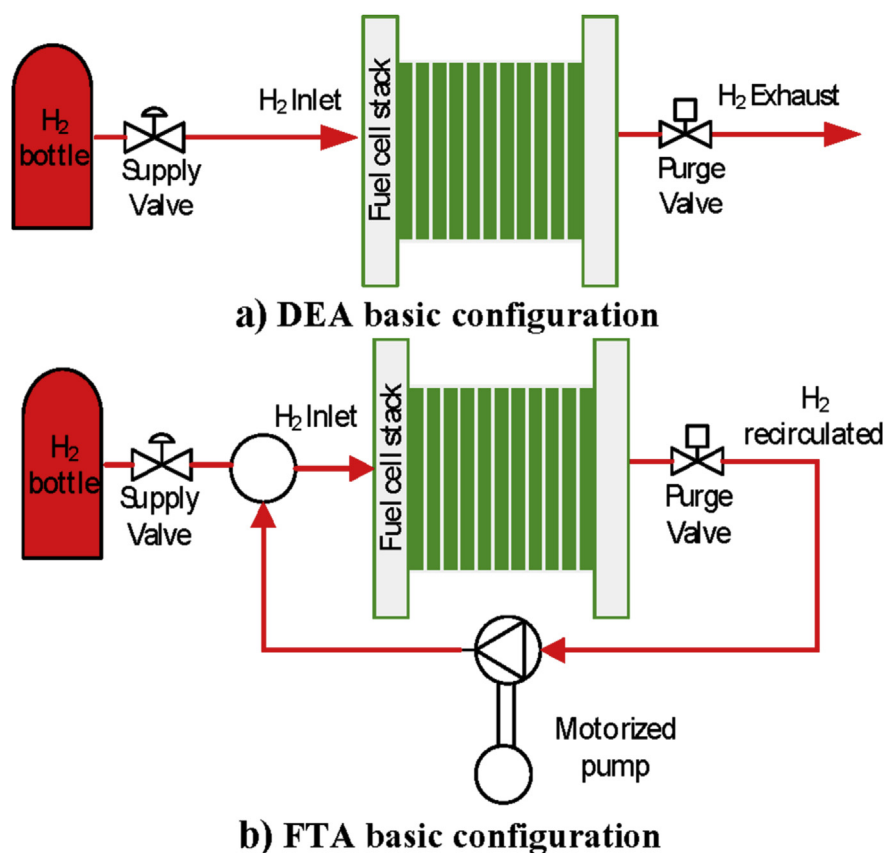 H2 bottle
Supply
Valve
H2 Inlet
Fuel cell stack
Purge
Valve
H2 Exhaust
a) DEA basic configuration
H2
bottle
Supply
Valve
H2 Inlet
Fuel cell stack
Purge
Valve
H2
recirculated
Motorized
pump
b) FTA basic configuration